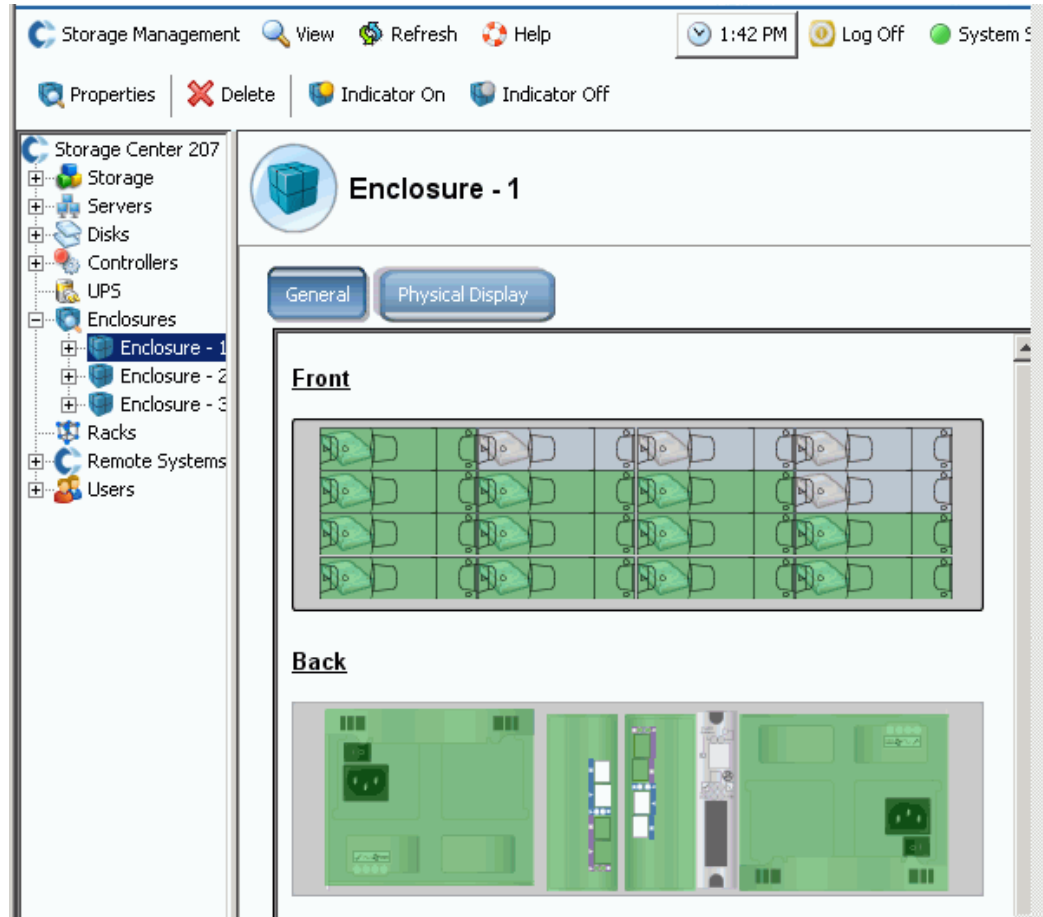 Storage Management View Refresh Help 1:42 PM Log Off System S
Properties Delete Indicator On Indicator Off
Storage Center 207
Storage
Servers
Disks
Controllers
UPS
Enclosures
Enclosure - 1
Enclosure - 2
Enclosure - 3
Racks
Remote Systems
Users
Enclosure - 1
General Physical Display
Front
Back